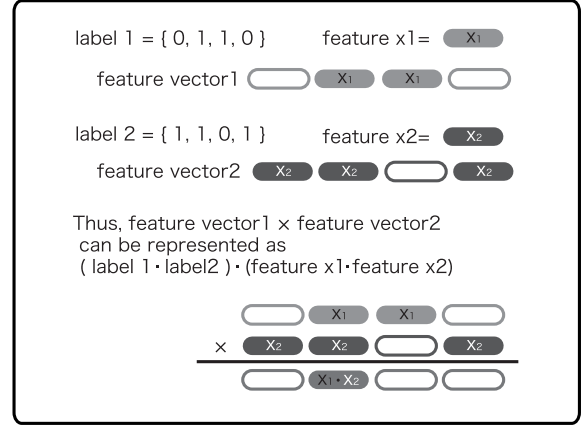 label 1 = { 0, 1, 1, 0 } feature x1= X1
feature vector1 X1 X1
label 2 = { 1, 1, 0, 1 } feature x2= X2
feature vector2 X2 X2 X2
Thus, feature vector1 × feature vector2
can be represented as
( label 1・label2 )・(feature x1・feature x2)
X1 X1
× X2 X2 X2
X1・X2